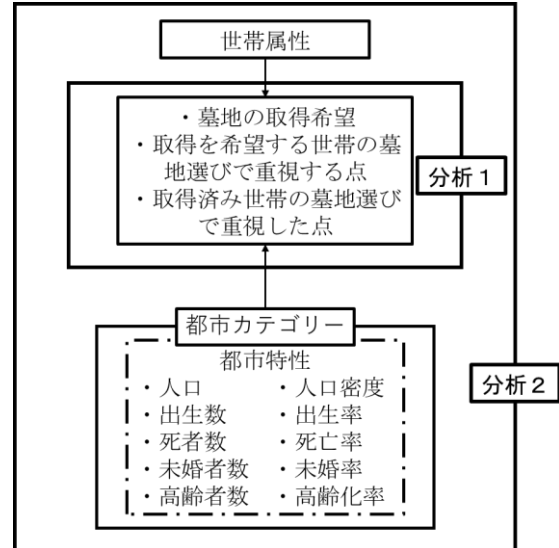 世帯属性
・墓地の取得希望
・取得を希望する世帯の墓
地選びで重視する点
・取得済み世帯の墓地選び
で重視した点
分析１
都市カテゴリー
都市特性
・人口　・人口密度
・出生数　・出生率
・死者数　・死亡率
・未婚者数　・未婚率
・高齢者数　・高齢化率
分析２